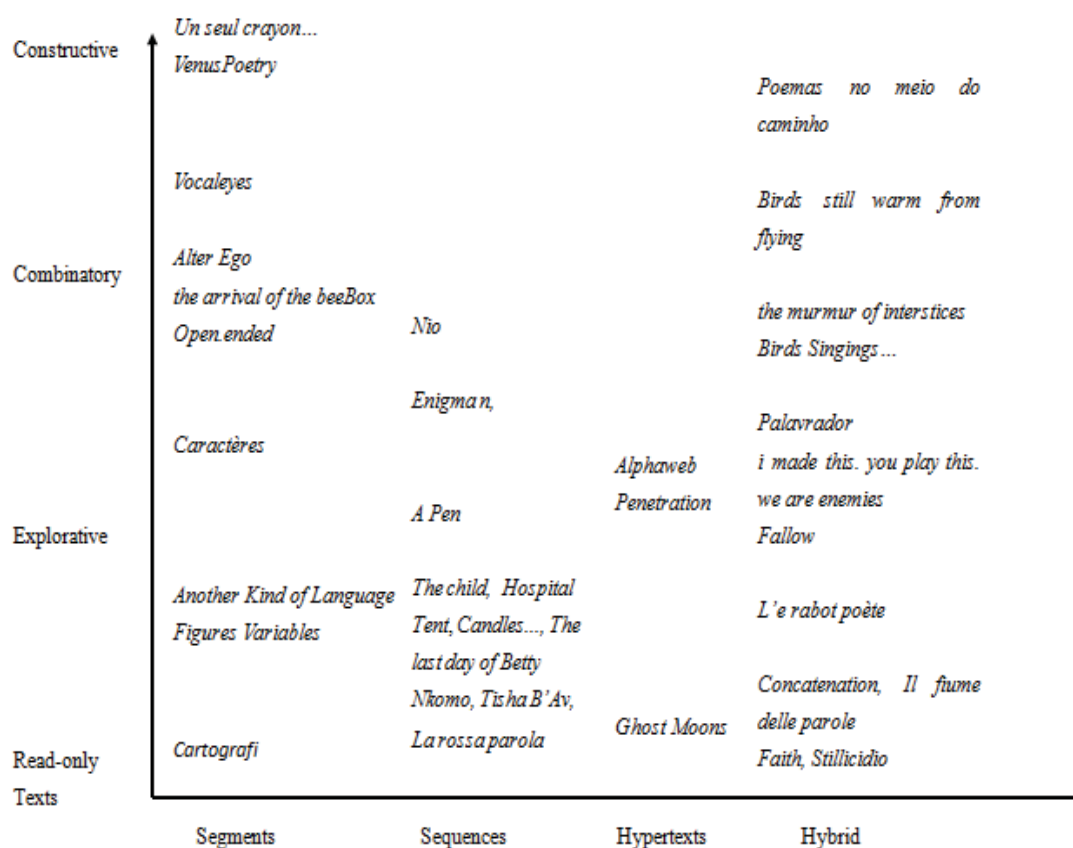 Constructive
Combinatory
Explorative
Read-only
Texts
Un seul crayon...
VenusPoetry
Vocaleyes
Alter Ego
the arrival of the beeBox
Open.ended
Caractères
Another Kind of Language
Figures Variables
Cartografi
Nio
Enigma n,
A Pen
The child, Hospital
Tent, Candles..., The
last day of Betty
Nkomo, Tisha B'Av,
La rossa parola
Alphaweb
Penetration
Ghost Moons
Poemas no meio do
caminho
Birds still warm from
flying
the murmur of interstices
Birds Singings...
Palavrador
i made this. you play this.
we are enemies
Fallow
L'e rabot poète
Concatenation, Il fiume
delle parole
Faith, Stillicidio
Segments
Sequences
Hypertexts
Hybrid